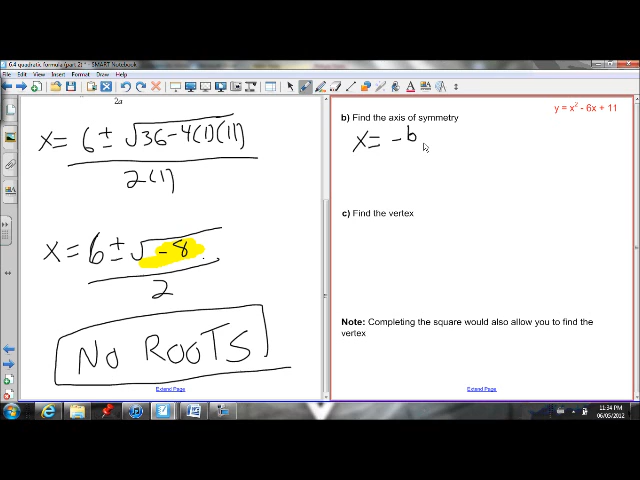 6.4 quadratic formula (part 2) - SMART Notebook
File Edit View Insert Format Draw Help
2a
x = 6 ± √36-4(1)(11)
2(1)
x = 6 ± √-8
2
NO ROOTS
Extend Page
y = x² - 6x + 11
b) Find the axis of symmetry
x = -b
c) Find the vertex
Note: Completing the square would also allow you to find the
vertex
Extend Page
11:34 PM
06/05/2012